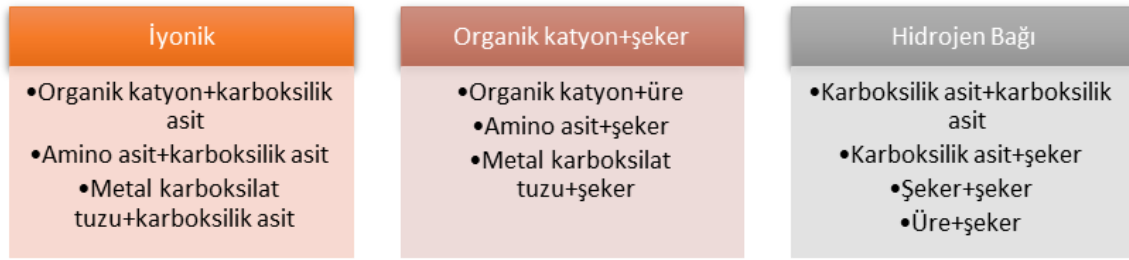 İyonik
•Organik katyon+karboksilik
asit
•Amino asit+karboksilik asit
•Metal karboksilat
tuzu+karboksilik asit
Organik katyon+şeker
•Organik katyon+üre
•Amino asit+şeker
•Metal karboksilat
tuzu+şeker
Hidrojen Bağı
•Karboksilik asit+karboksilik
asit
•Karboksilik asit+şeker
•Şeker+şeker
•Üre+şeker